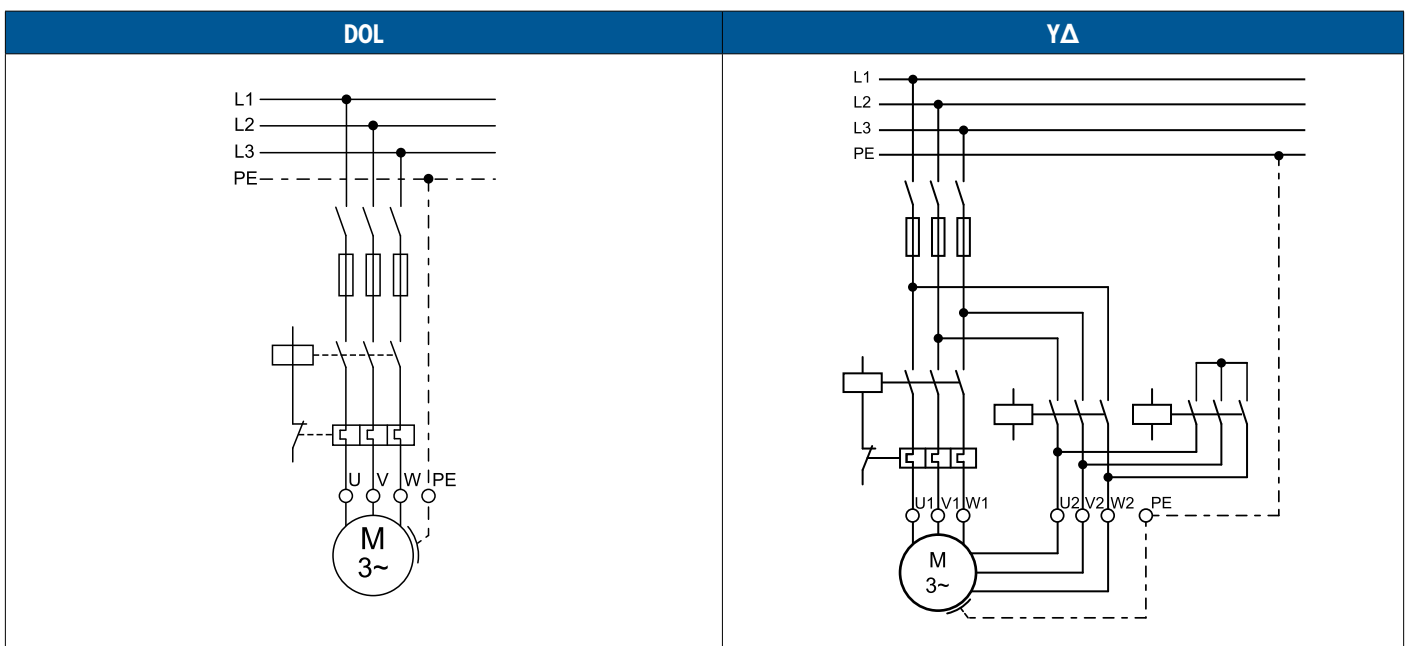 DOL
YΔ
L1
L2
L3
PE
U V W PE
M
3~
L1
L2
L3
PE
U1 V1 W1 U2 V2 W2 PE
M
3~